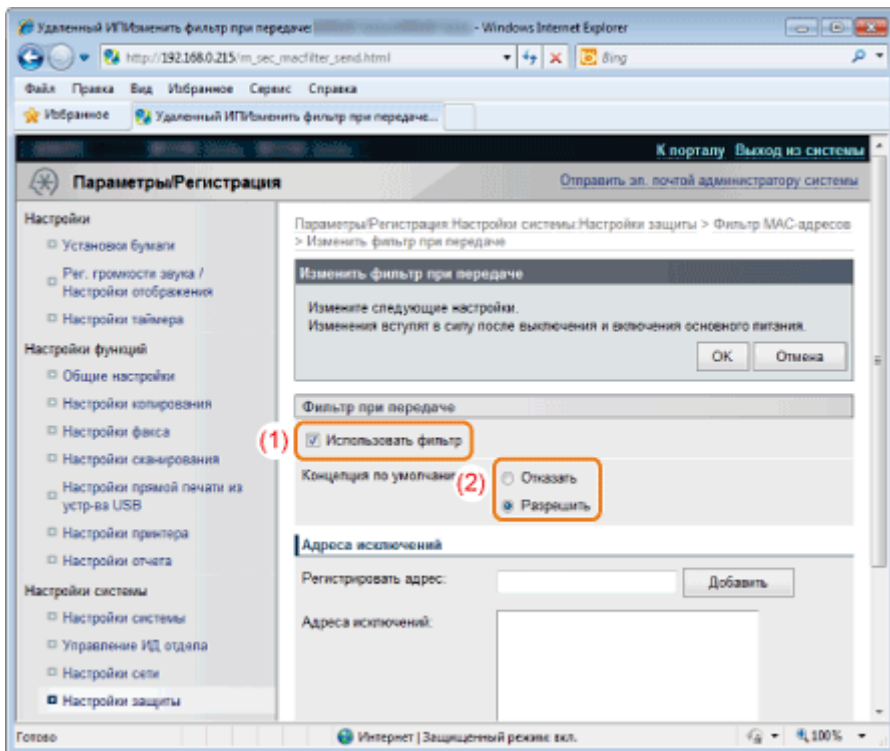 Удаленный ИПИзменить фильтр при передаче: - Windows Internet Explorer
http://192.168.0.215/m_sec_macfilter_send.html
Bing
Файл Правка Вид Избранное Сервис Справка
Избранное
Удаленный ИПИзменить фильтр при передаче...
К порталу Выход из системы
Параметры/Регистрация
Отправить эл. почтой администратору системы
Настройки
Установки бумаги
Рег. громкости звука /
Настройки отображения
Настройки таймера
Настройки функций
Общие настройки
Настройки копирования
Настройки факса
Настройки сканирования
Настройки прямой печати из
устр-ва USB
Настройки принтера
Настройки отчета
Настройки системы
Настройки системы
Управление ИД отдела
Настройки сети
Настройки защиты
Параметры/Регистрация:Настройки системы:Настройки защиты > Фильтр MAC-адресов
> Изменить фильтр при передаче
Изменить фильтр при передаче
Измените следующие настройки.
Изменения вступят в силу после выключения и включения основного питания.
OK Отмена
Фильтр при передаче
(1) Использовать фильтр
Концепция по умолчани (2) Отказать
Разрешить
Адреса исключений
Регистрировать адрес: Добавить
Адреса исключений:
Готово
Интернет | Защищенный режим: вкл.
100%